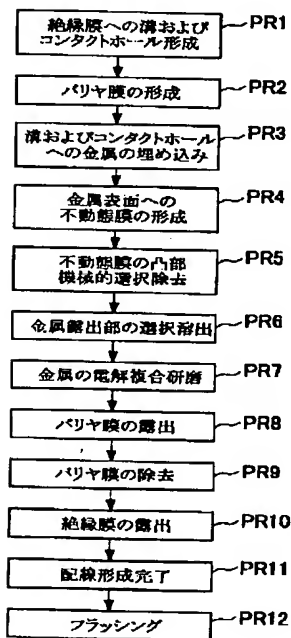 絶縁膜への溝および
コンタクトホール形成
PR1
バリヤ膜の形成
PR2
溝およびコンタクトホール
への金属の埋め込み
PR3
金属表面への
不動態膜の形成
PR4
不動態膜の凸部
機械的選択除去
PR5
金属露出部の選択溶出
PR6
金属の電解複合研磨
PR7
バリヤ膜の露出
PR8
バリヤ膜の除去
PR9
絶縁膜の露出
PR10
配線形成完了
PR11
フラッシング
PR12